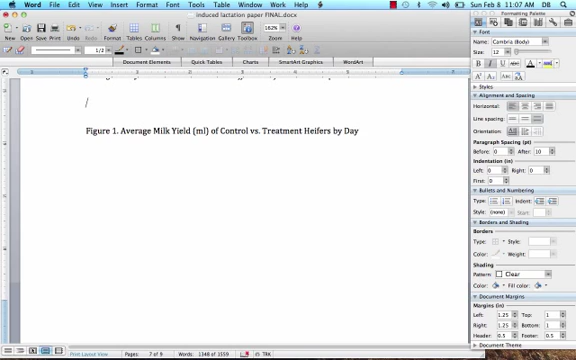 Word File Edit View Insert Format Font Tools Table Window Work Help
Sun Feb 8 11:07 AM DB
induced lactation paper FINAL.docx
Formatting Palette
162%
New Open Save Print Undo Redo Format Tables Columns Show Navigation Gallery Toolbox Zoom Help
1/2
Document Elements Quick Tables Charts SmartArt Graphics WordArt
Figure 1. Average Milk Yield (ml) of Control vs. Treatment Heifers by Day
Font
Name: Cambria (Body)
Size: 12
Styles
Alignment and Spacing
Horizontal:
Line spacing:
Orientation:
Paragraph Spacing (pt)
Before: 0 After: 10
Indentation (in)
Left: 0 Right: 0
First: 0
Bullets and Numbering
Type: Indent:
Style: (none) Start:
Borders and Shading
Borders
Type: Style:
Color: Weight:
Shading
Pattern: Clear
Color: Fill color:
Document Margins
Margins (in)
Left: 1.25 Top: 1
Right: 1.25 Bottom: 1
Header: 0.5 Footer: 0.5
Document Theme
Print Layout View Pages: 7 of 9 Words: 1348 of 1559 TRK